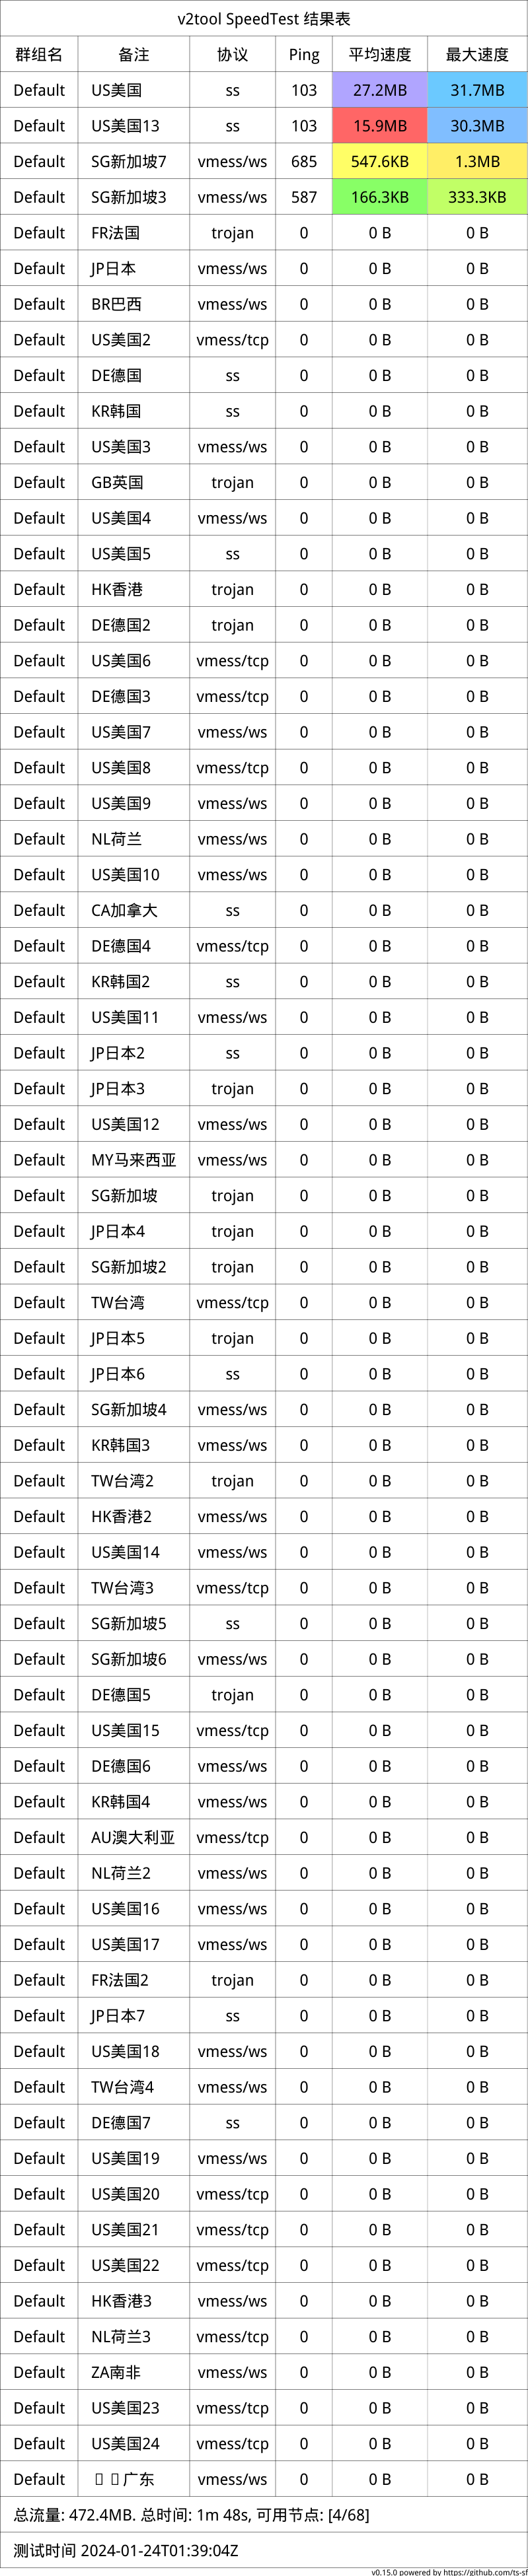 v2tool SpeedTest 结果表
群组名 备注 协议 Ping 平均速度 最大速度
Default US美国 ss 103 27.2MB 31.7MB
Default US美国13 ss 103 15.9MB 30.3MB
Default SG新加坡7 vmess/ws 685 547.6KB 1.3MB
Default SG新加坡3 vmess/ws 587 166.3KB 333.3KB
Default FR法国 trojan 0 0 B 0 B
Default JP日本 vmess/ws 0 0 B 0 B
Default BR巴西 vmess/ws 0 0 B 0 B
Default US美国2 vmess/tcp 0 0 B 0 B
Default DE德国 ss 0 0 B 0 B
Default KR韩国 ss 0 0 B 0 B
Default US美国3 vmess/ws 0 0 B 0 B
Default GB英国 trojan 0 0 B 0 B
Default US美国4 vmess/ws 0 0 B 0 B
Default US美国5 ss 0 0 B 0 B
Default HK香港 trojan 0 0 B 0 B
Default DE德国2 trojan 0 0 B 0 B
Default US美国6 vmess/tcp 0 0 B 0 B
Default DE德国3 vmess/tcp 0 0 B 0 B
Default US美国7 vmess/ws 0 0 B 0 B
Default US美国8 vmess/tcp 0 0 B 0 B
Default US美国9 vmess/ws 0 0 B 0 B
Default NL荷兰 vmess/ws 0 0 B 0 B
Default US美国10 vmess/ws 0 0 B 0 B
Default CA加拿大 ss 0 0 B 0 B
Default DE德国4 vmess/tcp 0 0 B 0 B
Default KR韩国2 ss 0 0 B 0 B
Default US美国11 vmess/ws 0 0 B 0 B
Default JP日本2 ss 0 0 B 0 B
Default JP日本3 trojan 0 0 B 0 B
Default US美国12 vmess/ws 0 0 B 0 B
Default MY马来西亚 vmess/ws 0 0 B 0 B
Default SG新加坡 trojan 0 0 B 0 B
Default JP日本4 trojan 0 0 B 0 B
Default SG新加坡2 trojan 0 0 B 0 B
Default TW台湾 vmess/tcp 0 0 B 0 B
Default JP日本5 trojan 0 0 B 0 B
Default JP日本6 ss 0 0 B 0 B
Default SG新加坡4 vmess/ws 0 0 B 0 B
Default KR韩国3 vmess/ws 0 0 B 0 B
Default TW台湾2 trojan 0 0 B 0 B
Default HK香港2 vmess/ws 0 0 B 0 B
Default US美国14 vmess/ws 0 0 B 0 B
Default TW台湾3 vmess/tcp 0 0 B 0 B
Default SG新加坡5 ss 0 0 B 0 B
Default SG新加坡6 vmess/ws 0 0 B 0 B
Default DE德国5 trojan 0 0 B 0 B
Default US美国15 vmess/tcp 0 0 B 0 B
Default DE德国6 vmess/ws 0 0 B 0 B
Default KR韩国4 vmess/ws 0 0 B 0 B
Default AU澳大利亚 vmess/tcp 0 0 B 0 B
Default NL荷兰2 vmess/ws 0 0 B 0 B
Default US美国16 vmess/ws 0 0 B 0 B
Default US美国17 vmess/ws 0 0 B 0 B
Default FR法国2 trojan 0 0 B 0 B
Default JP日本7 ss 0 0 B 0 B
Default US美国18 vmess/ws 0 0 B 0 B
Default TW台湾4 vmess/ws 0 0 B 0 B
Default DE德国7 ss 0 0 B 0 B
Default US美国19 vmess/ws 0 0 B 0 B
Default US美国20 vmess/tcp 0 0 B 0 B
Default US美国21 vmess/tcp 0 0 B 0 B
Default US美国22 vmess/tcp 0 0 B 0 B
Default HK香港3 vmess/ws 0 0 B 0 B
Default NL荷兰3 vmess/tcp 0 0 B 0 B
Default ZA南非 vmess/ws 0 0 B 0 B
Default US美国23 vmess/tcp 0 0 B 0 B
Default US美国24 vmess/tcp 0 0 B 0 B
Default 广东 vmess/ws 0 0 B 0 B
总流量: 472.4MB. 总时间: 1m 48s, 可用节点: [4/68]
测试时间 2024-01-24T01:39:04Z
v0.15.0 powered by https://github.com/ts-sf